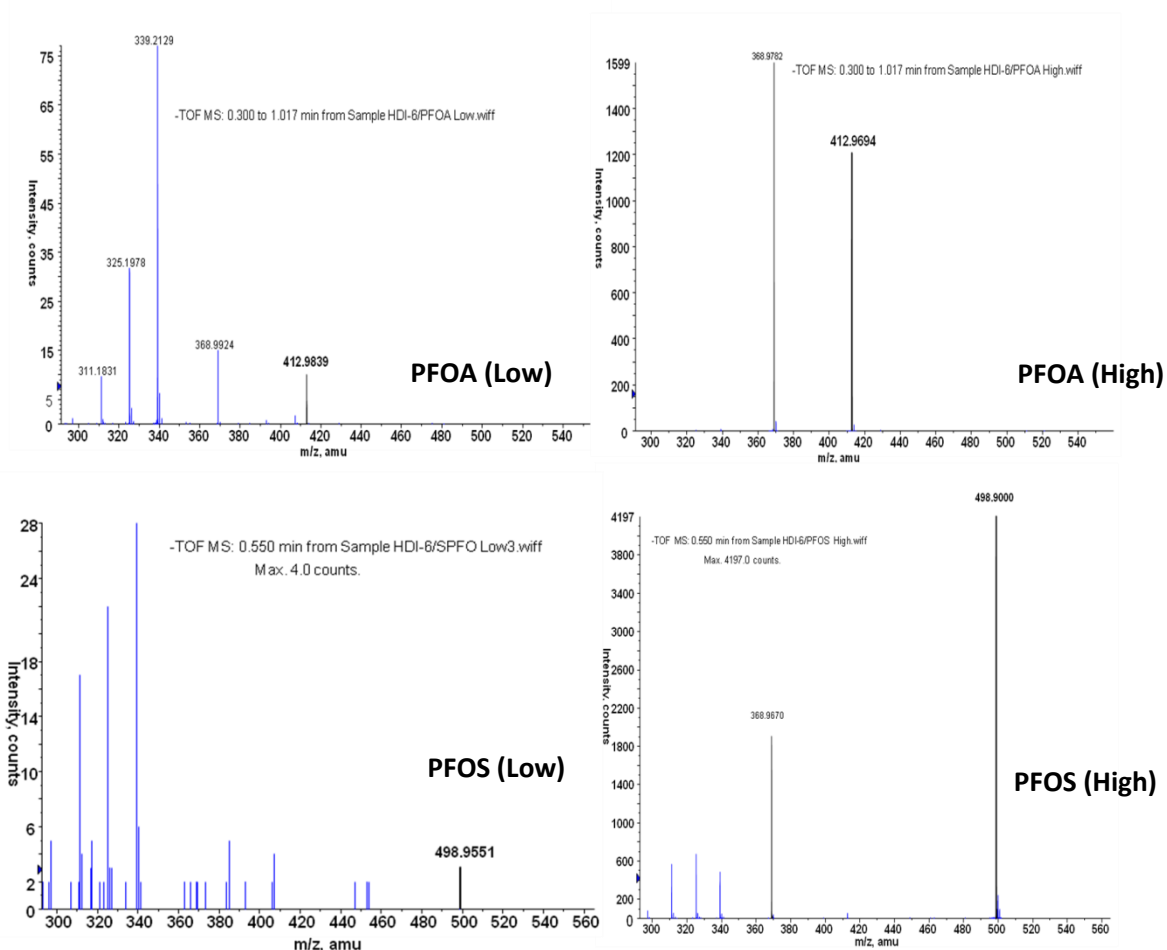 339.2129
75
-TOF MS: 0.300 to 1.017 min from Sample HDI-6/PFOA Low.wiff
65
55
45
325.1978
35
25
15
368.9924
412.9839
311.1831
5
0
Intensity, counts
PFOA (Low)
300 320 340 360 380 400 420 440 460 480 500 520 540
m/z, amu
368.9782
1599
-TOF MS: 0.300 to 1.017 min from Sample HDI-6/PFOA High.wiff
1400
412.9694
1200
1000
800
600
400
200
0
Intensity, counts
PFOA (High)
300 320 340 360 380 400 420 440 460 480 500 520 540
m/z, amu
28
-TOF MS: 0.550 min from Sample HDI-6/SPFO Low3.wiff
Max. 4.0 counts.
24
18
14
10
6
2
0
Intensity, counts
PFOS (Low)
498.9551
300 320 340 360 380 400 420 440 460 480 500 520 540 560
m/z, amu
498.9000
4197
-TOF MS: 0.550 min from Sample HDI-6/PFOS High.wiff
Max. 4197.0 counts.
3800
3400
3000
2600
2200
368.9670
1800
1400
1000
600
200
0
Intensity, counts
PFOS (High)
300 320 340 360 380 400 420 440 460 480 500 520 540 560
m/z, amu